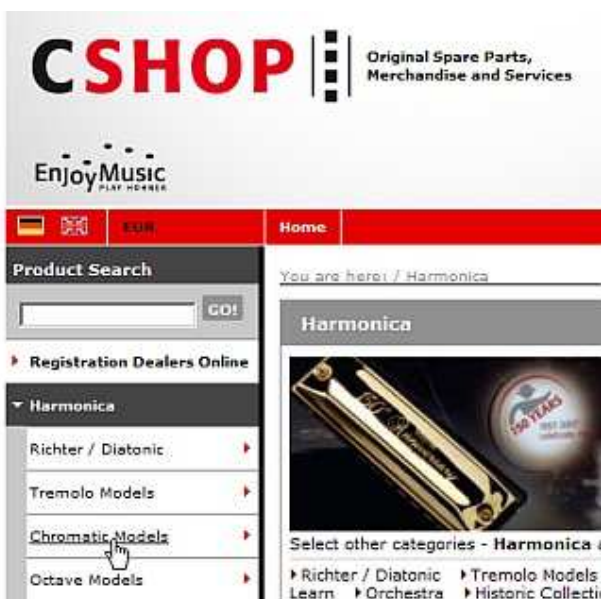 CSHOP
Original Spare Parts,
Merchandise and Services
EnjoyMusic
PLAY HOHNER
EUR
Home
Product Search
You are here: / Harmonica
GO!
Harmonica
Registration Dealers Online
Harmonica
150 YEARS
Richter / Diatonic
Tremolo Models
Chromatic Models
Octave Models
Select other categories - Harmonica
Richter / Diatonic Tremolo Models
Learn Orchestra Historic Collecti